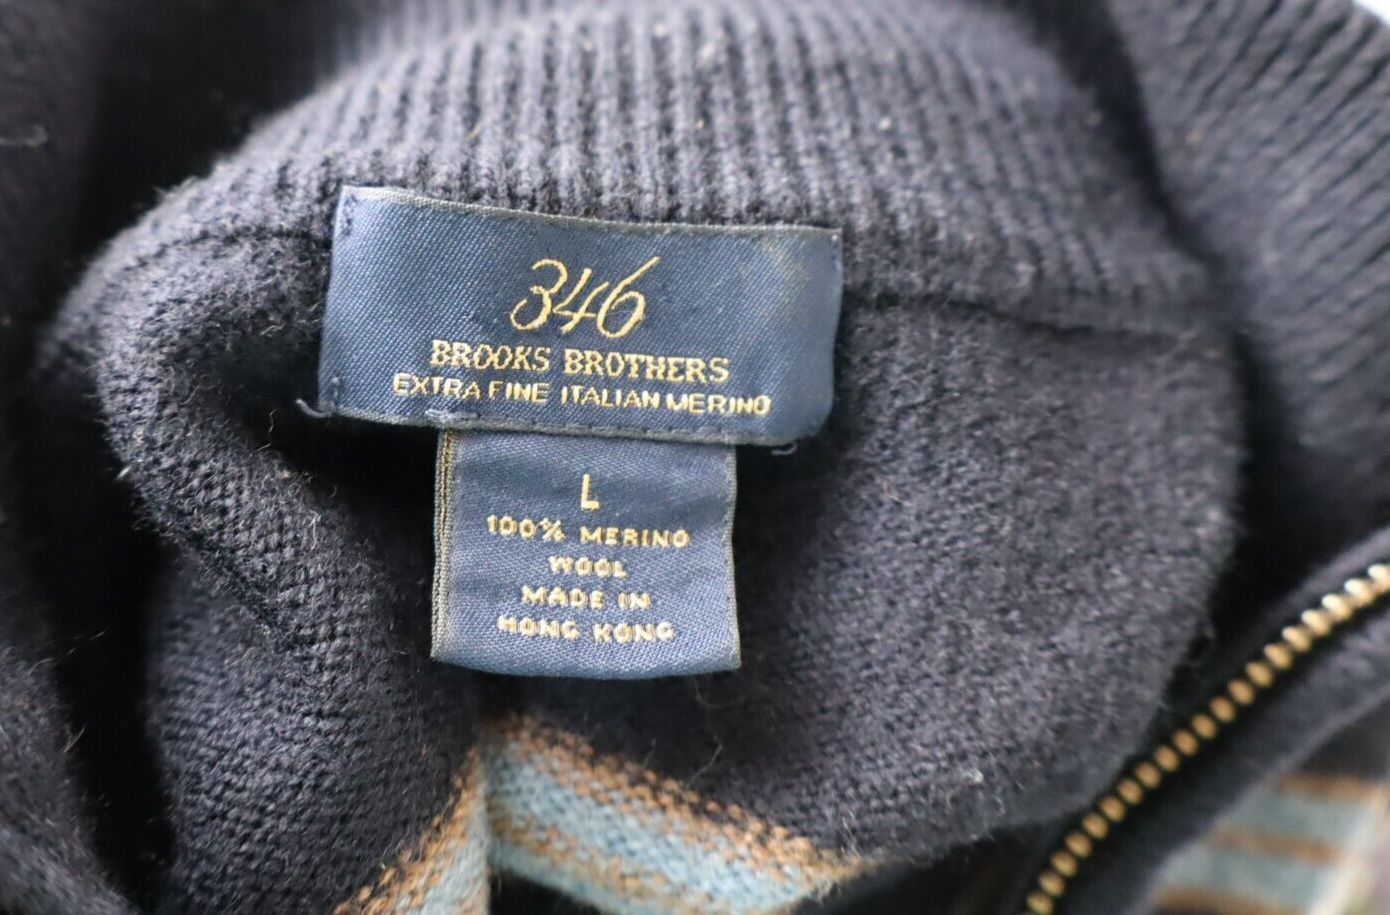 346
BROOKS BROTHERS
EXTRA FINE ITALIAN MERINO
L
100% MERINO
WOOL
MADE IN
HONG KONG